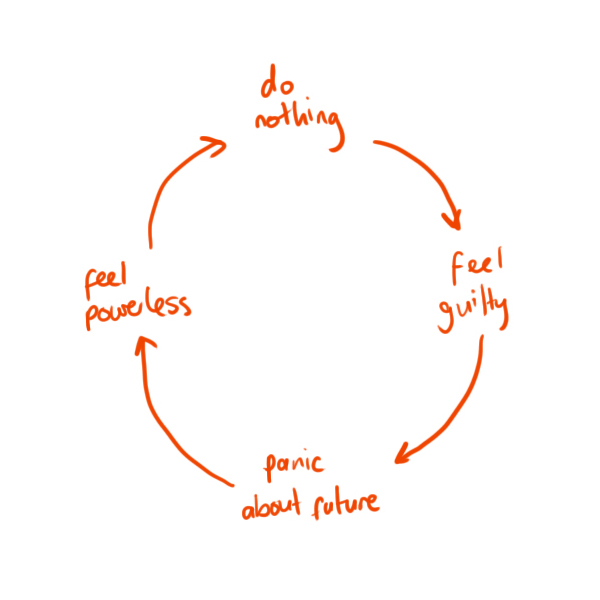 do
nothing
feel
guilty
panic
about future
feel
powerless